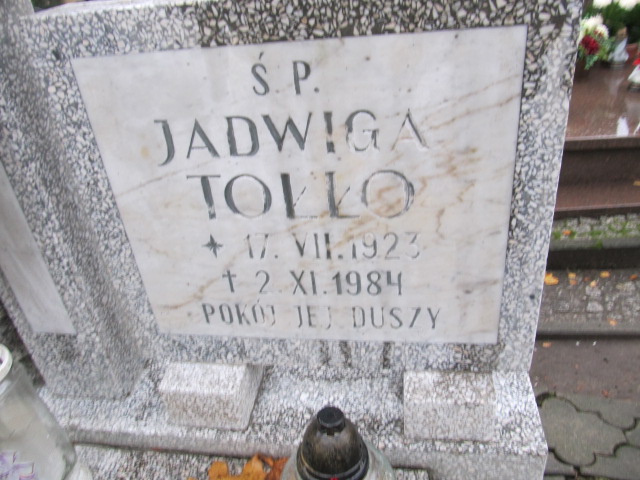 Ś.P.
JADWIGA
TOŁŁO
* 17. VII. 1923
† 2. XI. 1984
POKÓJ JEJ DUSZY